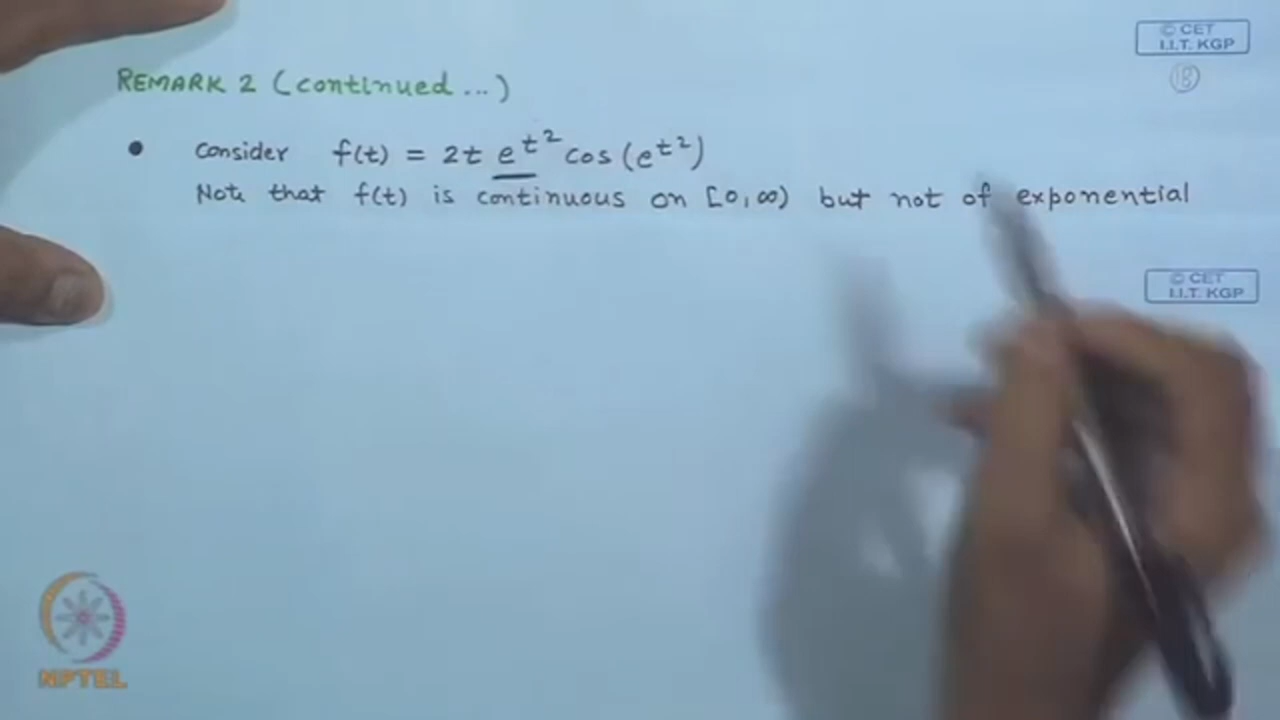 © CET
I.I.T. KGP
18
REMARK 2 (continued ...)
• Consider f(t) = 2t e^{t^2} cos(e^{t^2})
Note that f(t) is continuous on [0,∞) but not of exponential
© CET
I.I.T. KGP
NPTEL